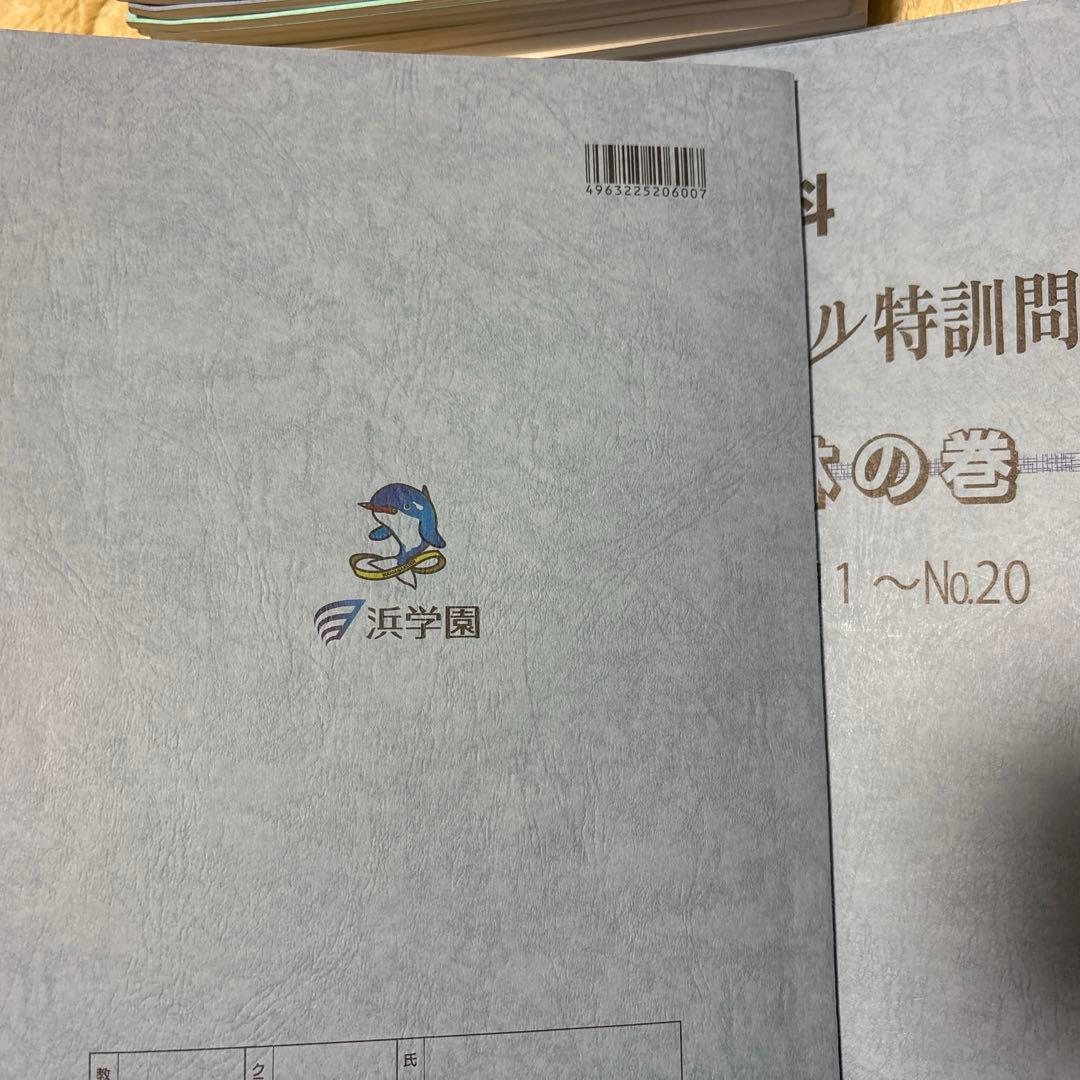 4963225206007
浜学園
教
ク
氏
科
ル特訓問
の巻
1 ～No.20